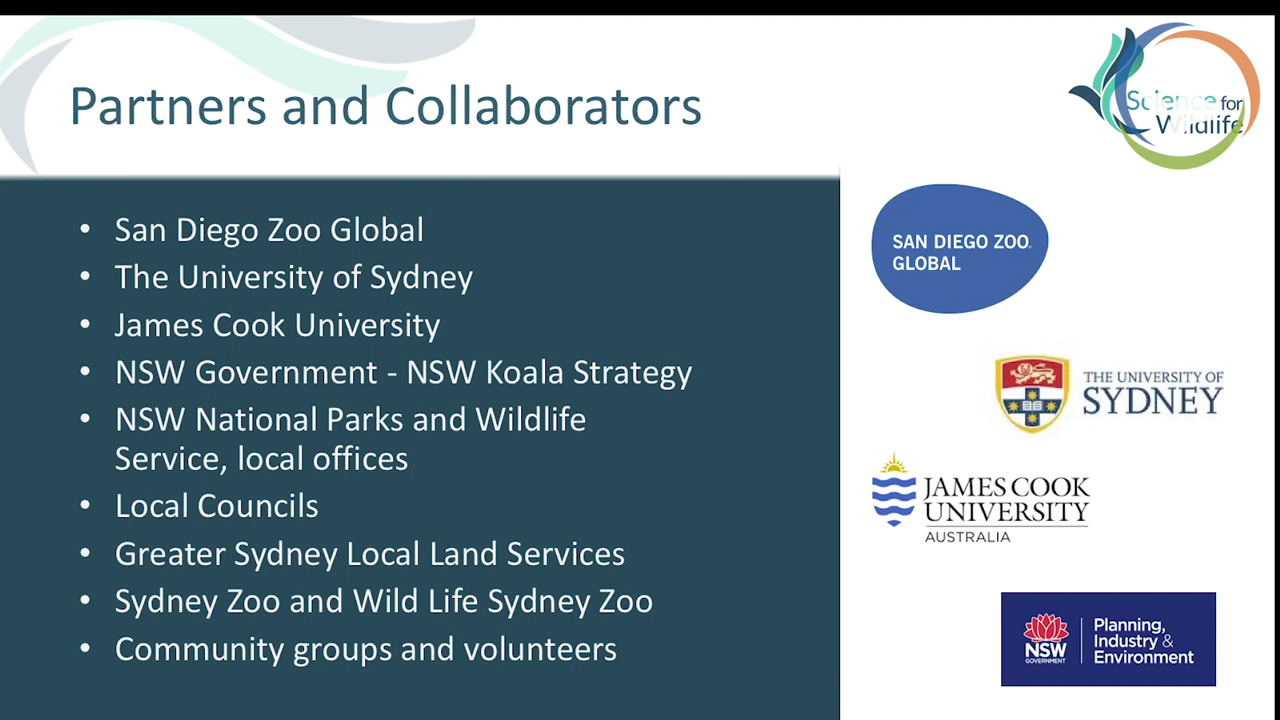 Partners and Collaborators
Science for
Wildlife
• San Diego Zoo Global
• The University of Sydney
• James Cook University
• NSW Government - NSW Koala Strategy
• NSW National Parks and Wildlife
Service, local offices
• Local Councils
• Greater Sydney Local Land Services
• Sydney Zoo and Wild Life Sydney Zoo
• Community groups and volunteers
SAN DIEGO ZOO
GLOBAL
THE UNIVERSITY OF
SYDNEY
JAMES COOK
UNIVERSITY
AUSTRALIA
NSW
GOVERNMENT
Planning,
Industry &
Environment